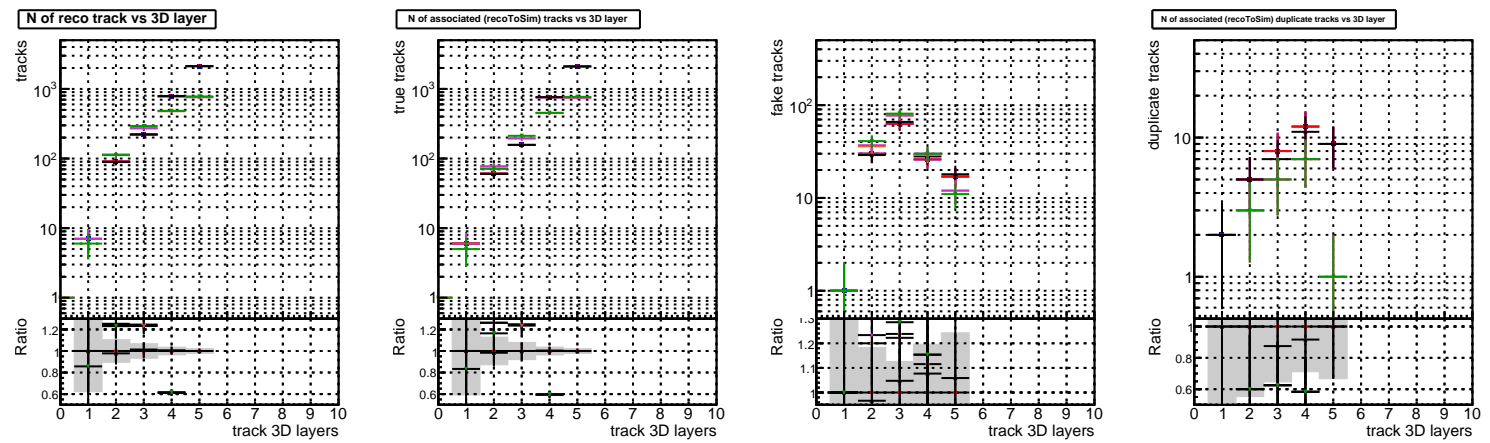 N of reco track vs 3D layer
tracks
10³
10²
10
1
Ratio
1.2
1
0.8
0.6
0 1 2 3 4 5 6 7 8 9 10
track 3D layers
N of associated (recoToSim) tracks vs 3D layer
true tracks
10³
10²
10
1
Ratio
1.2
1
0.8
0.6
0 1 2 3 4 5 6 7 8 9 10
track 3D layers
fake tracks
10²
10
1
Ratio
1.3
1.2
1.1
1
0 1 2 3 4 5 6 7 8 9 10
track 3D layers
N of associated (recoToSim) duplicate tracks vs 3D layer
duplicate tracks
10
1
Ratio
1
0.8
0.6
0 1 2 3 4 5 6 7 8 9 10
track 3D layers